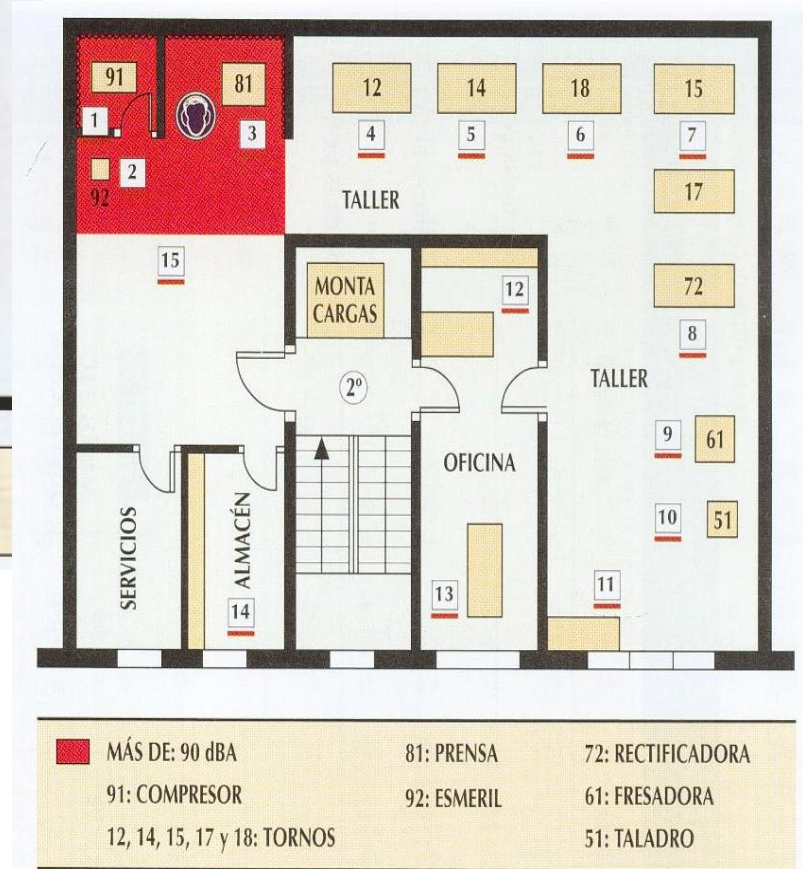 91
81
12
14
18
15
1
3
4
5
6
7
2
92
TALLER
17
15
MONTA
CARGAS
12
72
8
2º
TALLER
9
61
OFICINA
10
51
SERVICIOS
ALMACÉN
14
13
11
MÁS DE: 90 dBA
81: PRENSA
72: RECTIFICADORA
91: COMPRESOR
92: ESMERIL
61: FRESADORA
12, 14, 15, 17 y 18: TORNOS
51: TALADRO